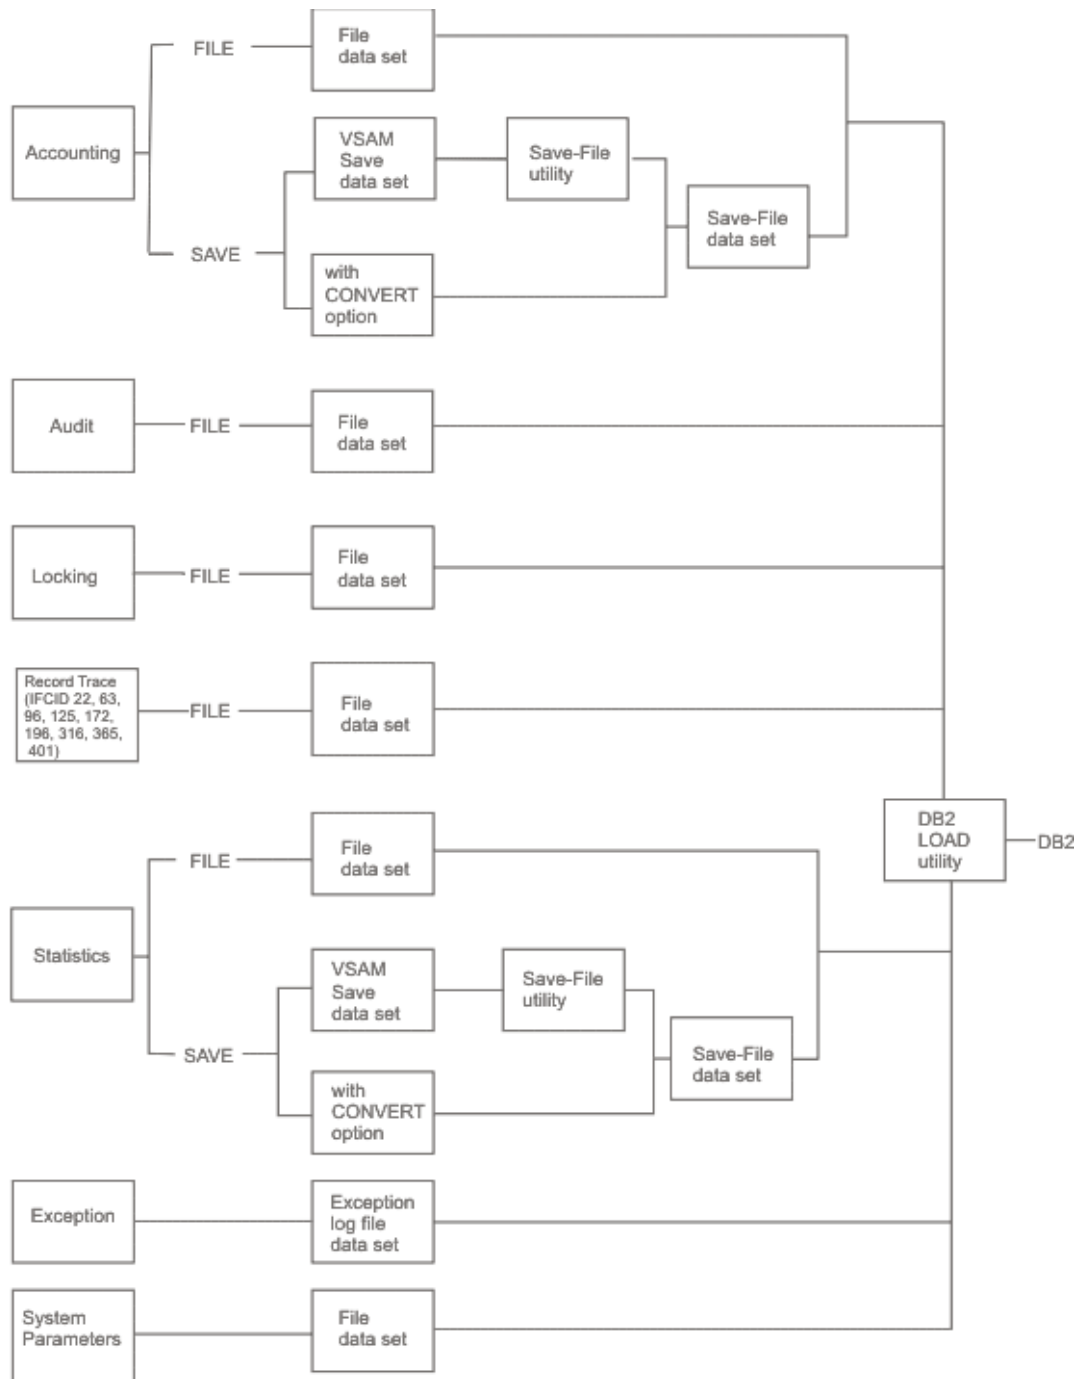 File
data set
FILE
Accounting
VSAM
Save
data set
Save-File
utility
Save-File
data set
SAVE
with
CONVERT
option
Audit
FILE
File
data set
Locking
FILE
File
data set
Record Trace
(IFCID 22, 63,
96, 125, 172,
196, 316, 365,
401)
FILE
File
data set
DB2
LOAD
utility
DB2
File
data set
FILE
Statistics
VSAM
Save
data set
Save-File
utility
SAVE
Save-File
data set
with
CONVERT
option
Exception
Exception
log file
data set
System
Parameters
File
data set